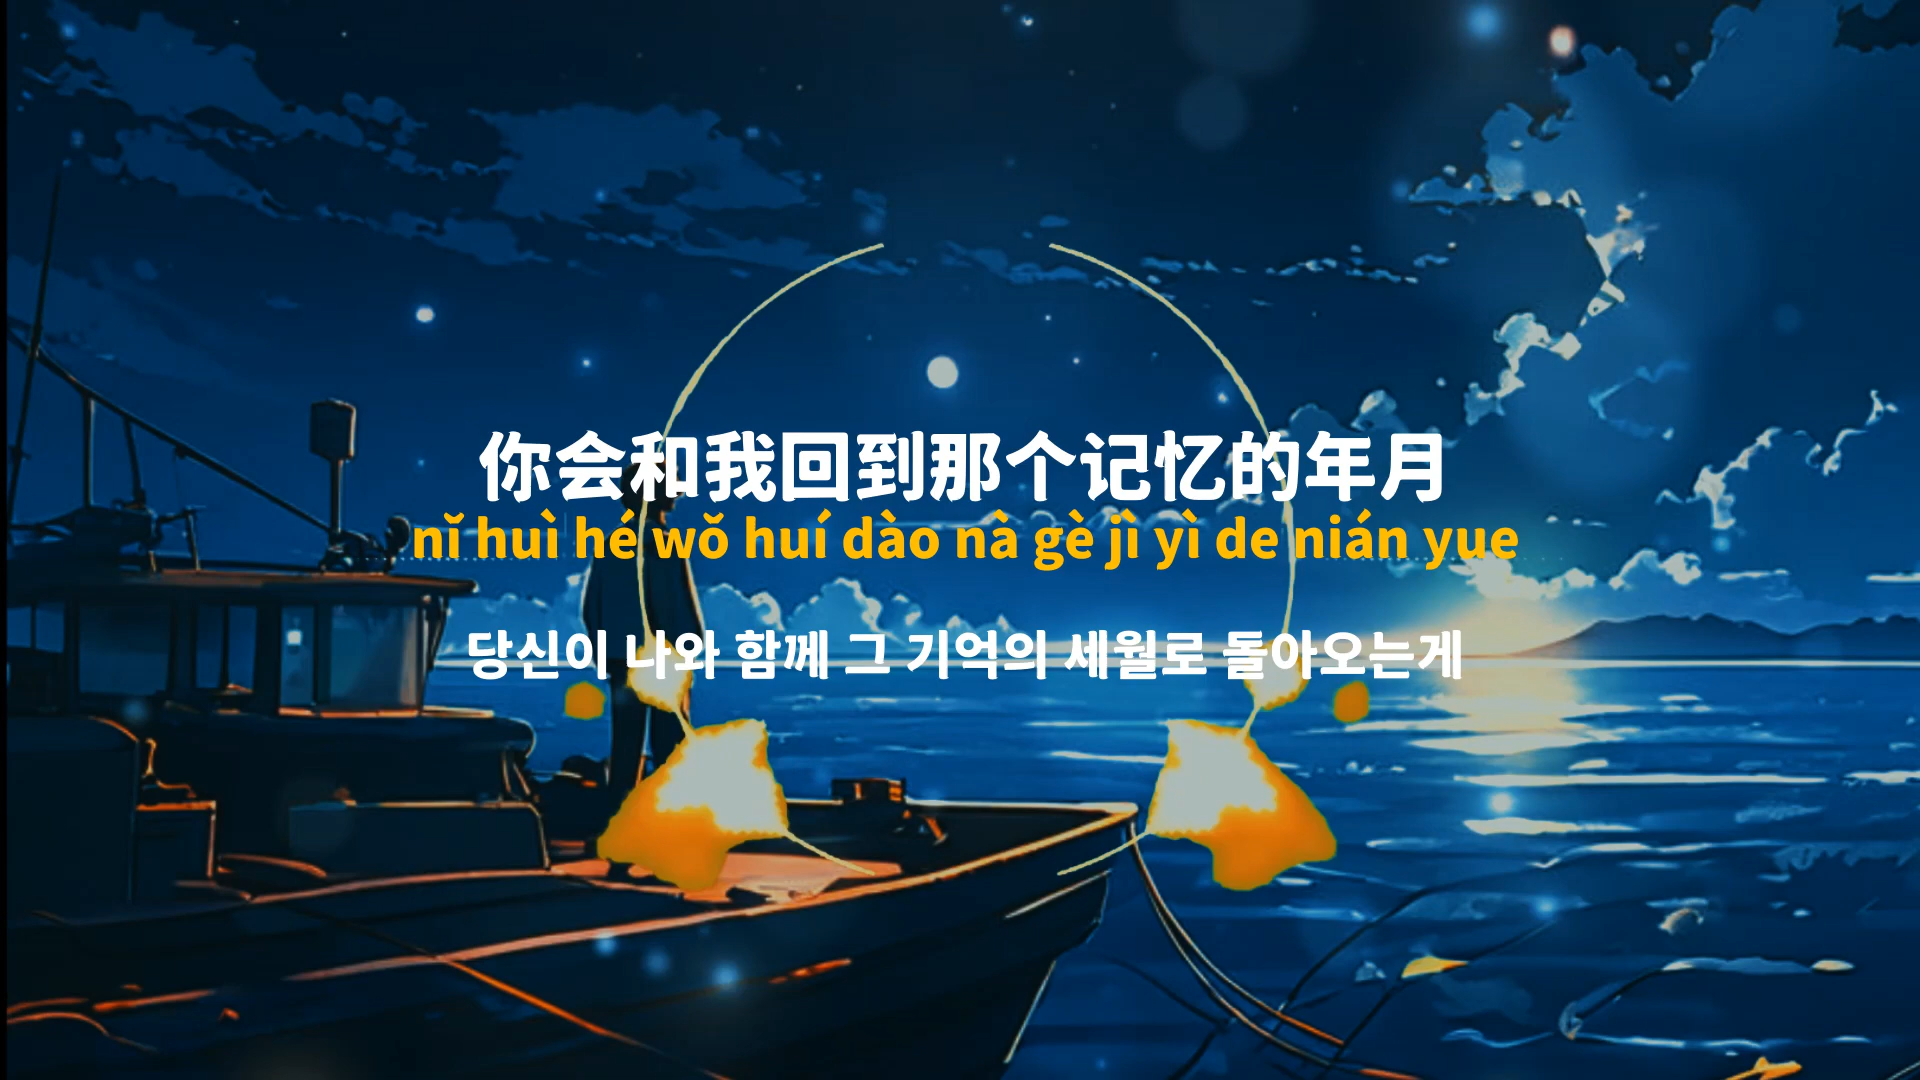 你会和我回到那个记忆的年月
nǐ huì hé wǒ huí dào nà gè jì yì de nián yue
당신이 나와 함께 그 기억의 세월로 돌아오는게